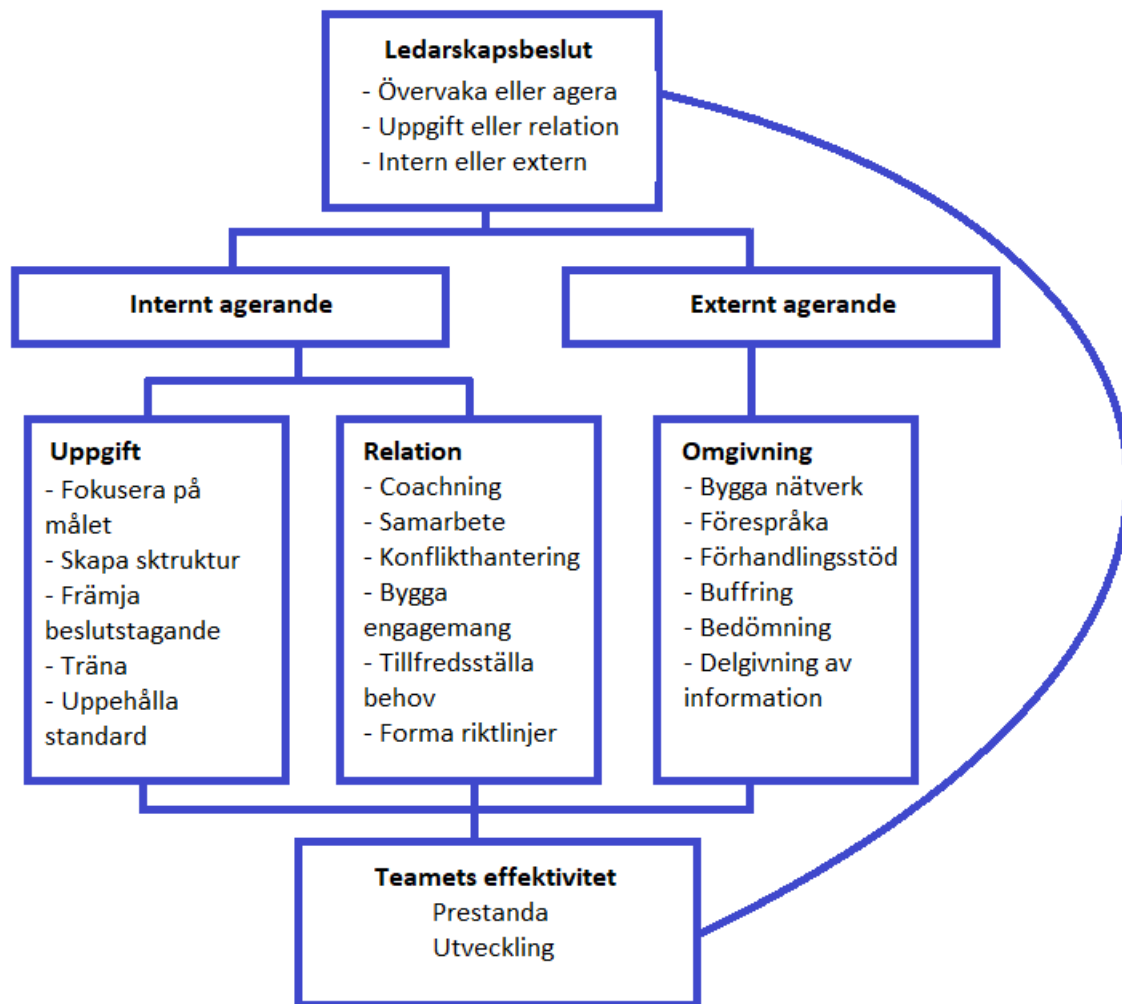 Ledarskapsbeslut
- Övervaka eller agera
- Uppgift eller relation
- Intern eller extern
Internt agerande
Externt agerande
Uppgift
- Fokusera på
målet
- Skapa sktruktur
- Främja
beslutstagande
- Träna
- Uppehålla
standard
Relation
- Coachning
- Samarbete
- Konflikthantering
- Bygga
engagemang
- Tillfredsställa
behov
- Forma riktlinjer
Omgivning
- Bygga nätverk
- Förespråka
- Förhandlingsstöd
- Buffring
- Bedömning
- Delgivning av
information
Teamets effektivitet
Prestanda
Utveckling